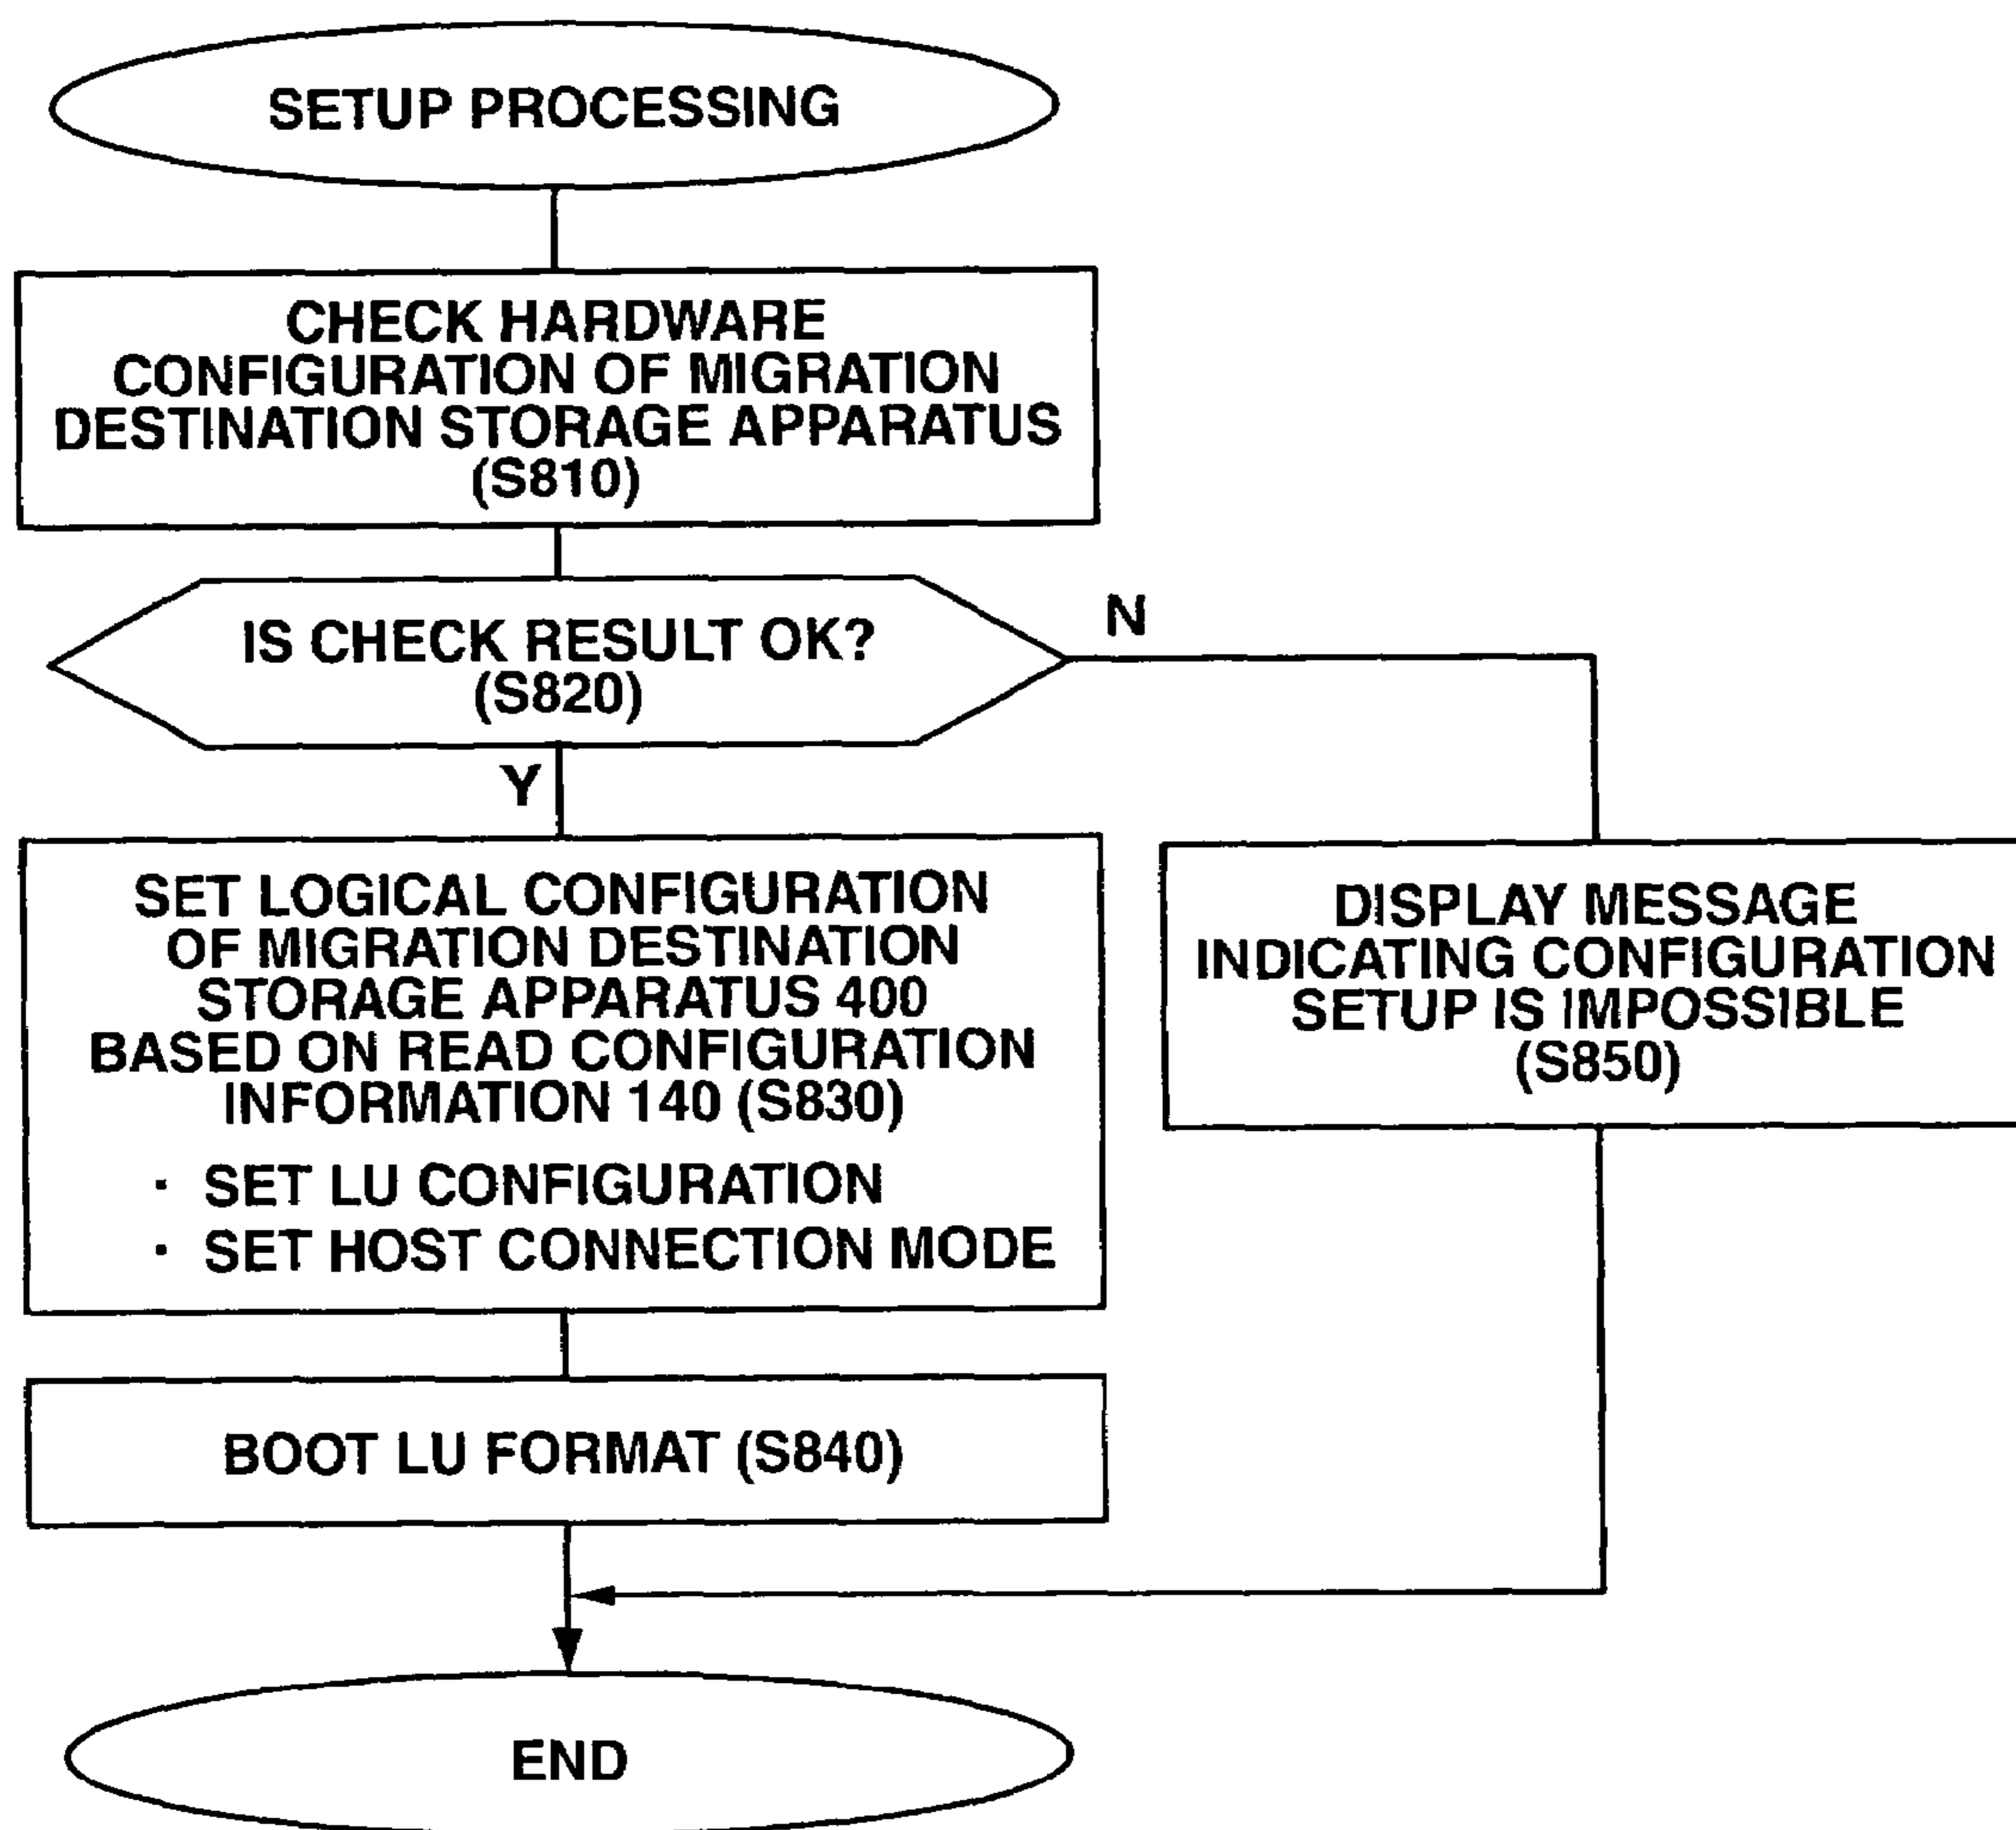 SETUP PROCESSING
CHECK HARDWARE
CONFIGURATION OF MIGRATION
DESTINATION STORAGE APPARATUS
(S810)
IS CHECK RESULT OK?
(S820)
N
Y
SET LOGICAL CONFIGURATION
OF MIGRATION DESTINATION
STORAGE APPARATUS 400
BASED ON READ CONFIGURATION
INFORMATION 140 (S830)
· SET LU CONFIGURATION
· SET HOST CONNECTION MODE
DISPLAY MESSAGE
INDICATING CONFIGURATION
SETUP IS IMPOSSIBLE
(S850)
BOOT LU FORMAT (S840)
END